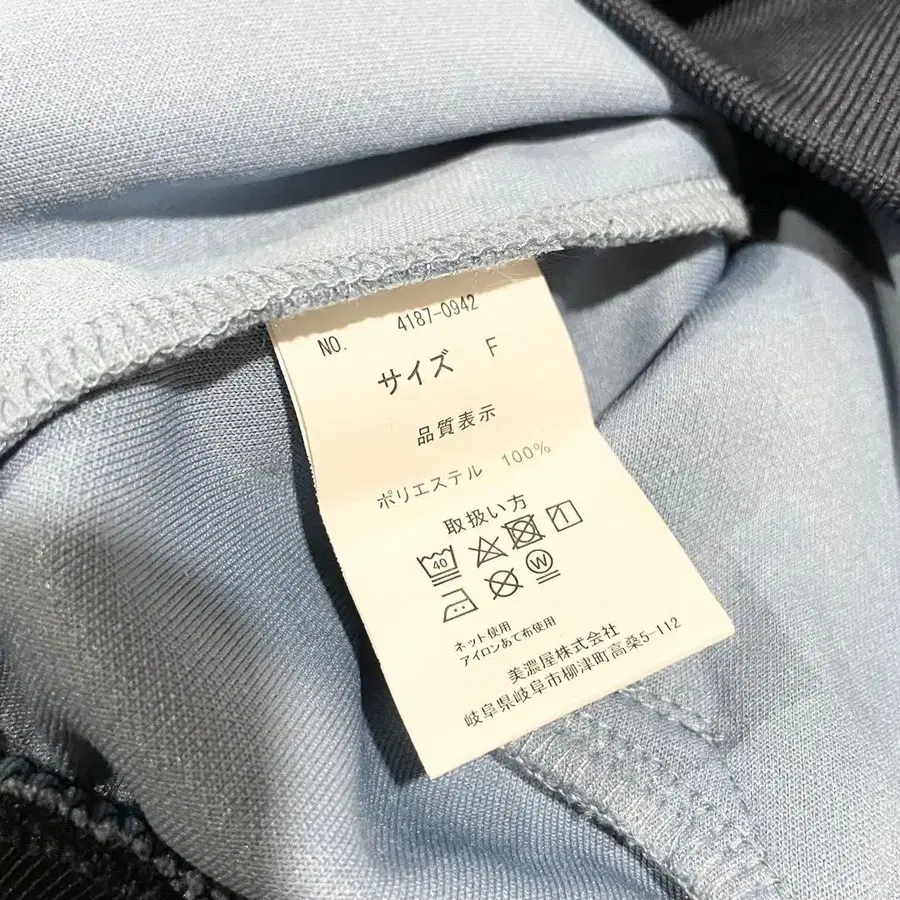 NO. 4187-0942
サイズ F
品質表示
ポリエステル 100%
取扱い方
40
W
ネット使用
アイロンあて布使用
美濃屋株式会社
岐阜県岐阜市柳津町高桑5-112